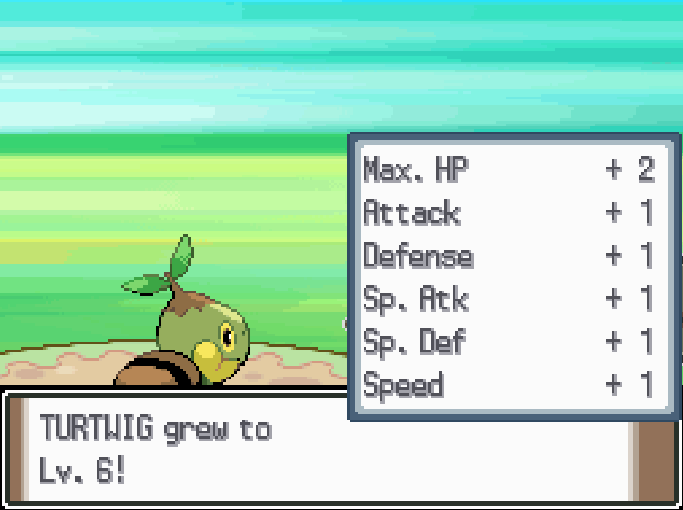 Max. HP + 2
Attack + 1
Defense + 1
Sp. Atk + 1
Sp. Def + 1
Speed + 1
TURTWIG grew to
Lv. 6!